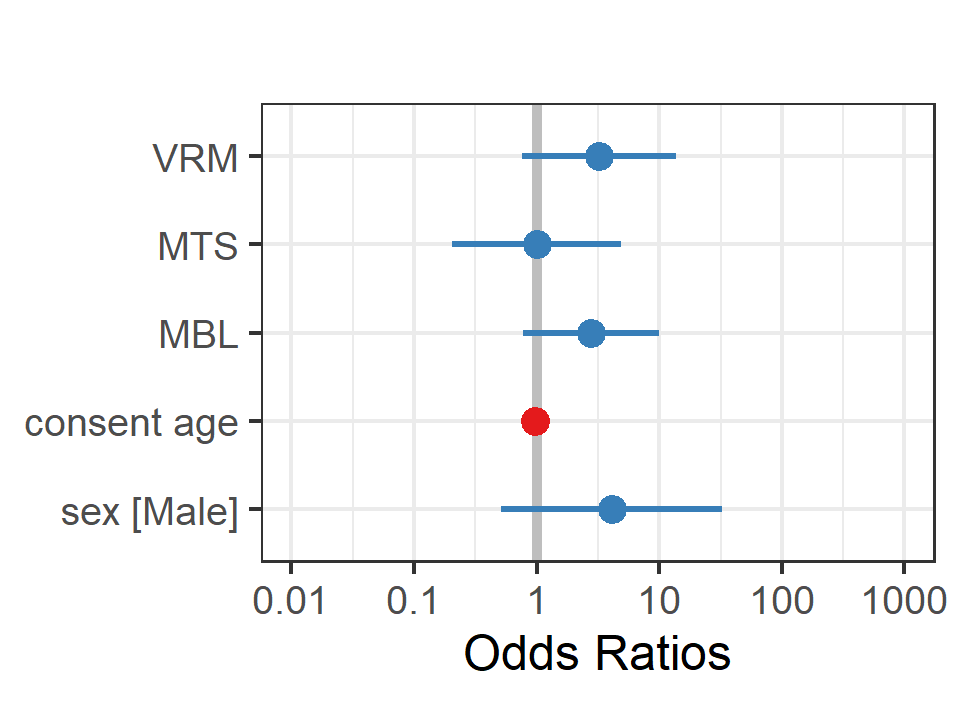 VRM
MTS
MBL
consent age
sex [Male]
0.01 0.1 1 10 100 1000
Odds Ratios